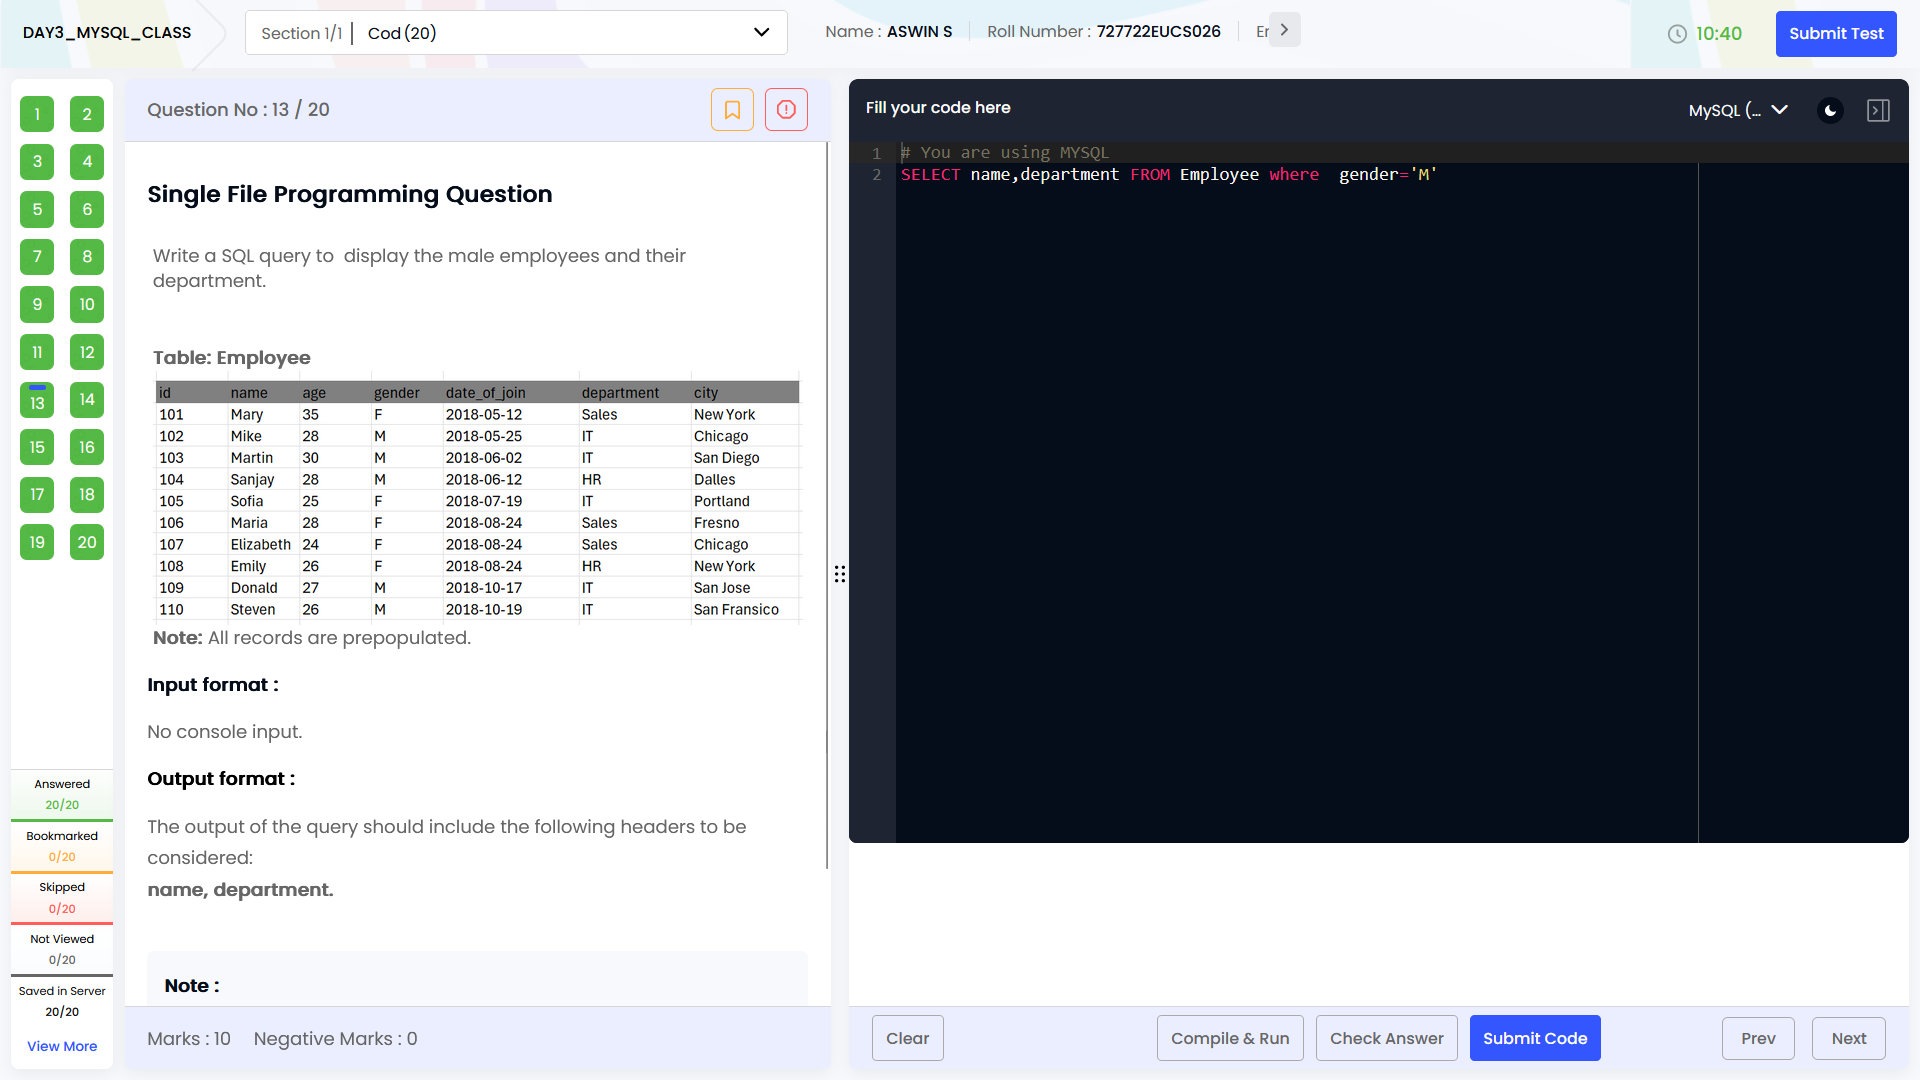 DAY3_MYSQL_CLASS
Section 1/1 | Cod (20)
Name : ASWIN S
Roll Number : 727722EUCS026
10:40
Submit Test
1 2
3 4
5 6
7 8
9 10
11 12
13 14
15 16
17 18
19 20
Answered
20/20
Bookmarked
0/20
Skipped
0/20
Not Viewed
0/20
Saved in Server
20/20
View More
Question No : 13 / 20
Single File Programming Question
Write a SQL query to  display the male employees and their
department.
Table: Employee
id name age gender date_of_join department city
101 Mary 35 F 2018-05-12 Sales New York
102 Mike 28 M 2018-05-25 IT Chicago
103 Martin 30 M 2018-06-02 IT San Diego
104 Sanjay 28 M 2018-06-12 HR Dalles
105 Sofia 25 F 2018-07-19 IT Portland
106 Maria 28 F 2018-08-24 Sales Fresno
107 Elizabeth 24 F 2018-08-24 Sales Chicago
108 Emily 26 F 2018-08-24 HR New York
109 Donald 27 M 2018-10-17 IT San Jose
110 Steven 26 M 2018-10-19 IT San Fransico
Note: All records are prepopulated.
Input format :
No console input.
Output format :
The output of the query should include the following headers to be
considered:
name, department.
Note :
Marks : 10 Negative Marks : 0
Fill your code here
MySQL (...
1 # You are using MYSQL
2 SELECT name,department FROM Employee where  gender='M'
Clear
Compile & Run
Check Answer
Submit Code
Prev
Next